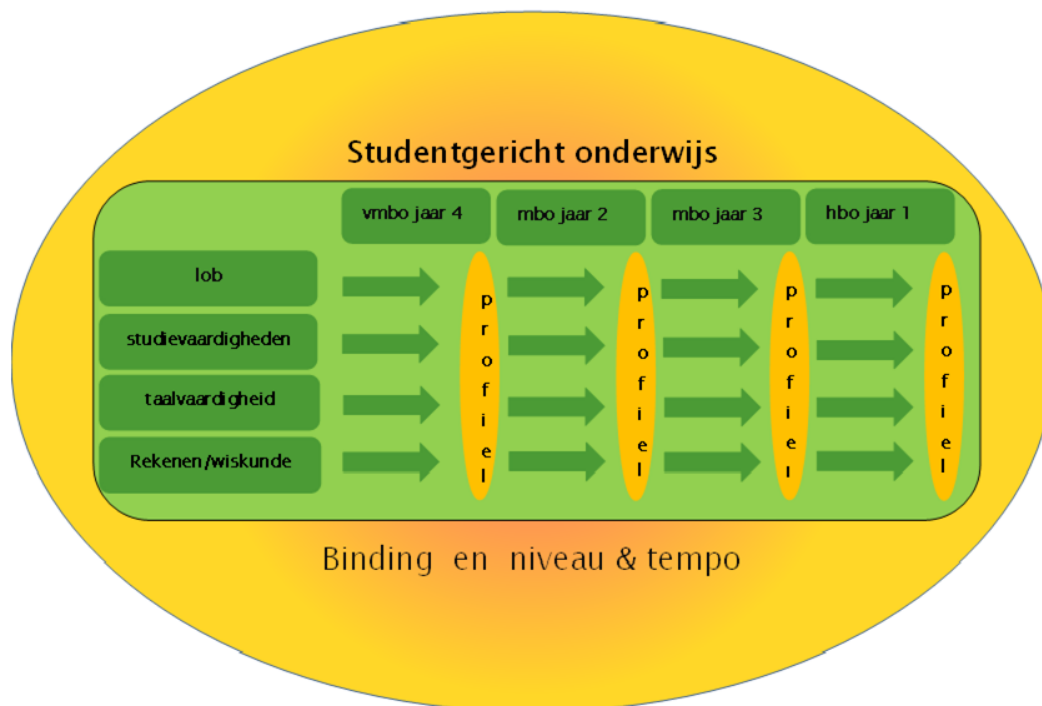 Studentgericht onderwijs
vmbo jaar 4
mbo jaar 2
mbo jaar 3
hbo jaar 1
lob
studievaardigheden
taalvaardigheid
Rekenen/wiskunde
profiel
profiel
profiel
profiel
Binding en niveau & tempo